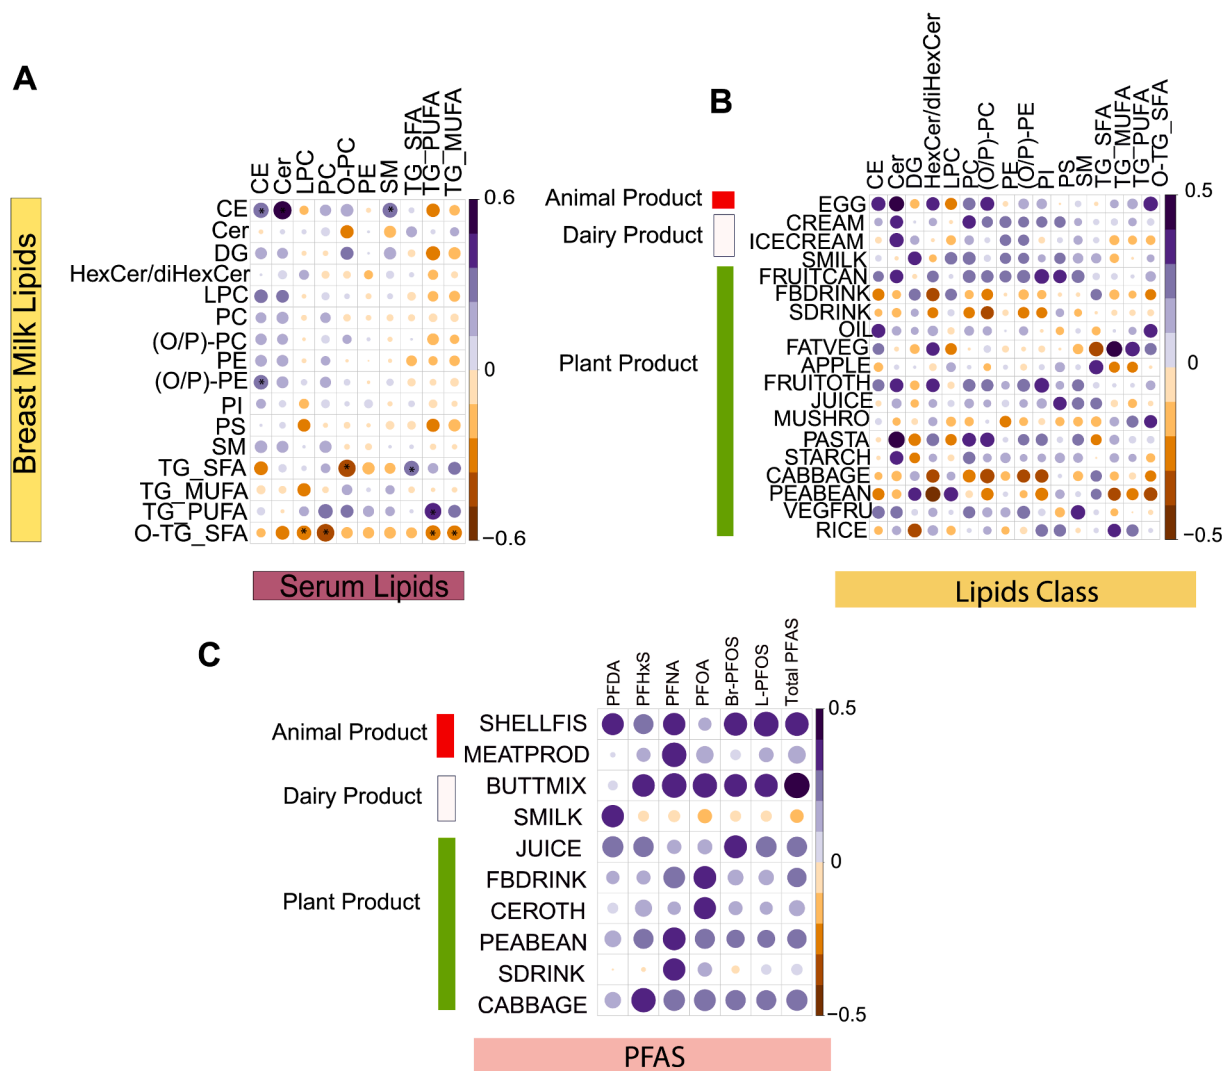 A
CE
Cer
LPC
PC
O-PC
PE
SM
TG_SFA
TG_PUFA
TG_MUFA
Breast Milk Lipids
CE
Cer
DG
HexCer/diHexCer
LPC
PC
(O/P)-PC
PE
(O/P)-PE
PI
PS
SM
TG_SFA
TG_MUFA
TG_PUFA
O-TG_SFA
0.6
0
−0.6
Serum Lipids
B
CE
Cer
DG
HexCer/diHexCer
LPC
PC
(O/P)-PC
PE
(O/P)-PE
PI
PS
SM
TG_SFA
TG_MUFA
TG_PUFA
O-TG_SFA
Animal Product
Dairy Product
Plant Product
EGG
CREAM
ICECREAM
SMILK
FRUITCAN
FBDRINK
SDRINK
OIL
FATVEG
APPLE
FRUITOTH
JUICE
MUSHRO
PASTA
STARCH
CABBAGE
PEABEAN
VEGFRU
RICE
0.5
0
−0.5
Lipids Class
C
PFDA
PFHxS
PFNA
PFOA
Br-PFOS
L-PFOS
Total PFAS
Animal Product
Dairy Product
Plant Product
SHELLFIS
MEATPROD
BUTTMIX
SMILK
JUICE
FBDRINK
CEROTH
PEABEAN
SDRINK
CABBAGE
0.5
0
−0.5
PFAS